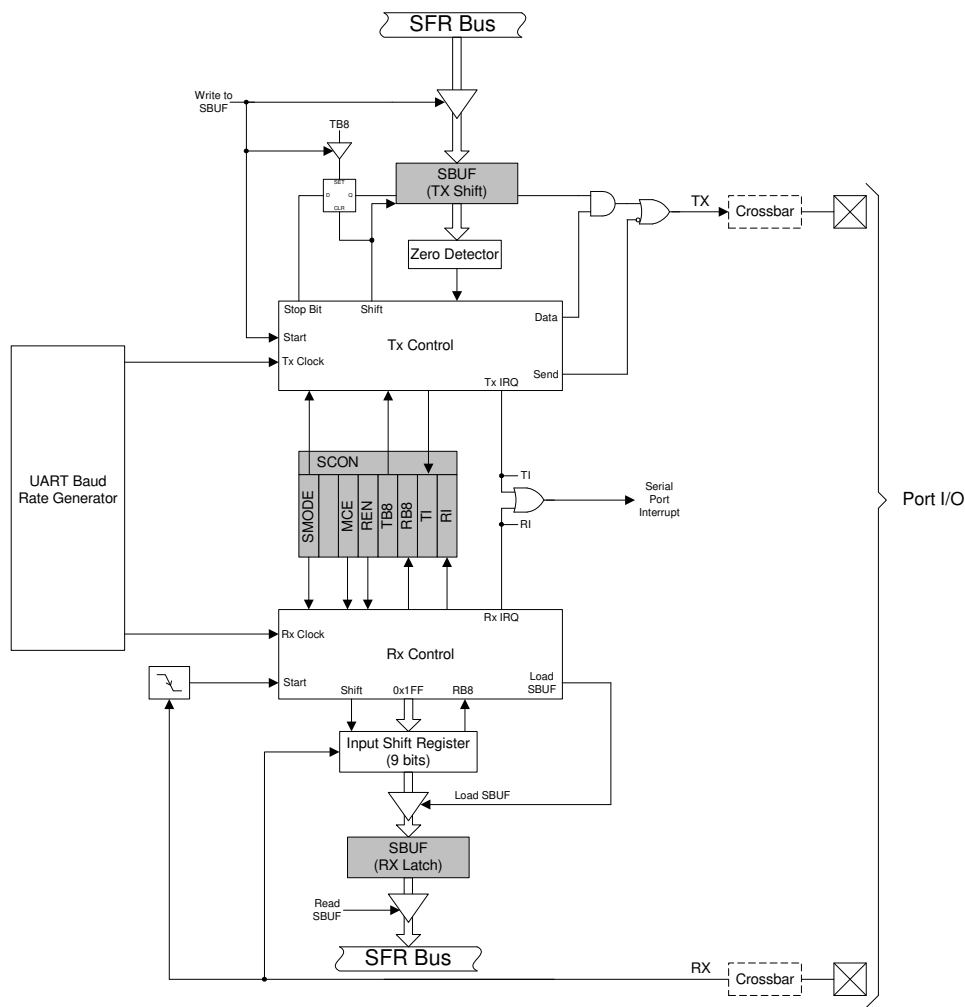 SFR Bus
Write to
SBUF
TB8
SET
D
Q
CLR
SBUF
(TX Shift)
TX
Crossbar
Zero Detector
Stop Bit
Shift
Data
Start
Tx Control
Tx Clock
Send
Tx IRQ
UART Baud
Rate Generator
SCON
SMODE
MCE
REN
TB8
RB8
TI
RI
TI
Serial
Port
Interrupt
RI
Port I/O
Rx IRQ
Rx Clock
Rx Control
Start
Load
SBUF
Shift
0x1FF
RB8
Input Shift Register
(9 bits)
Load SBUF
SBUF
(RX Latch)
Read
SBUF
SFR Bus
RX
Crossbar